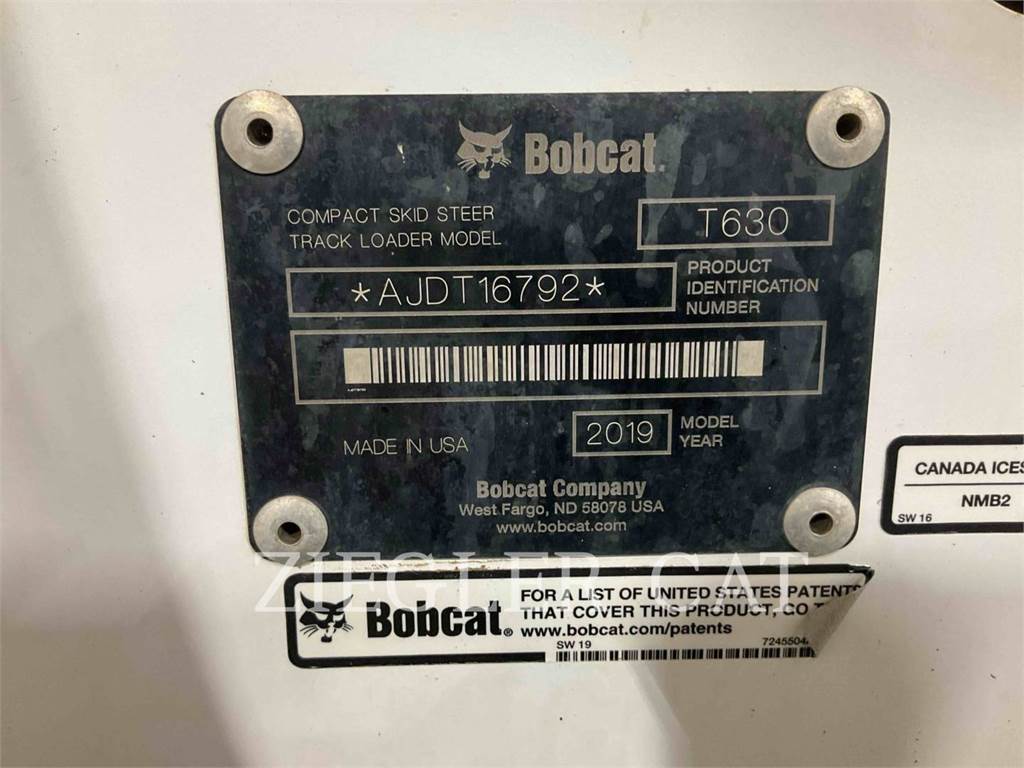 Bobcat.
COMPACT SKID STEER
TRACK LOADER MODEL
T630
*AJDT16792*
PRODUCT
IDENTIFICATION
NUMBER
MADE IN USA
2019
MODEL
YEAR
Bobcat Company
West Fargo, ND 58078 USA
www.bobcat.com
CANADA ICES
NMB2
SW 16
ZIEGLER CAT
Bobcat®
FOR A LIST OF UNITED STATES PATENTS
THAT COVER THIS PRODUCT, GO
www.bobcat.com/patents
SW 19